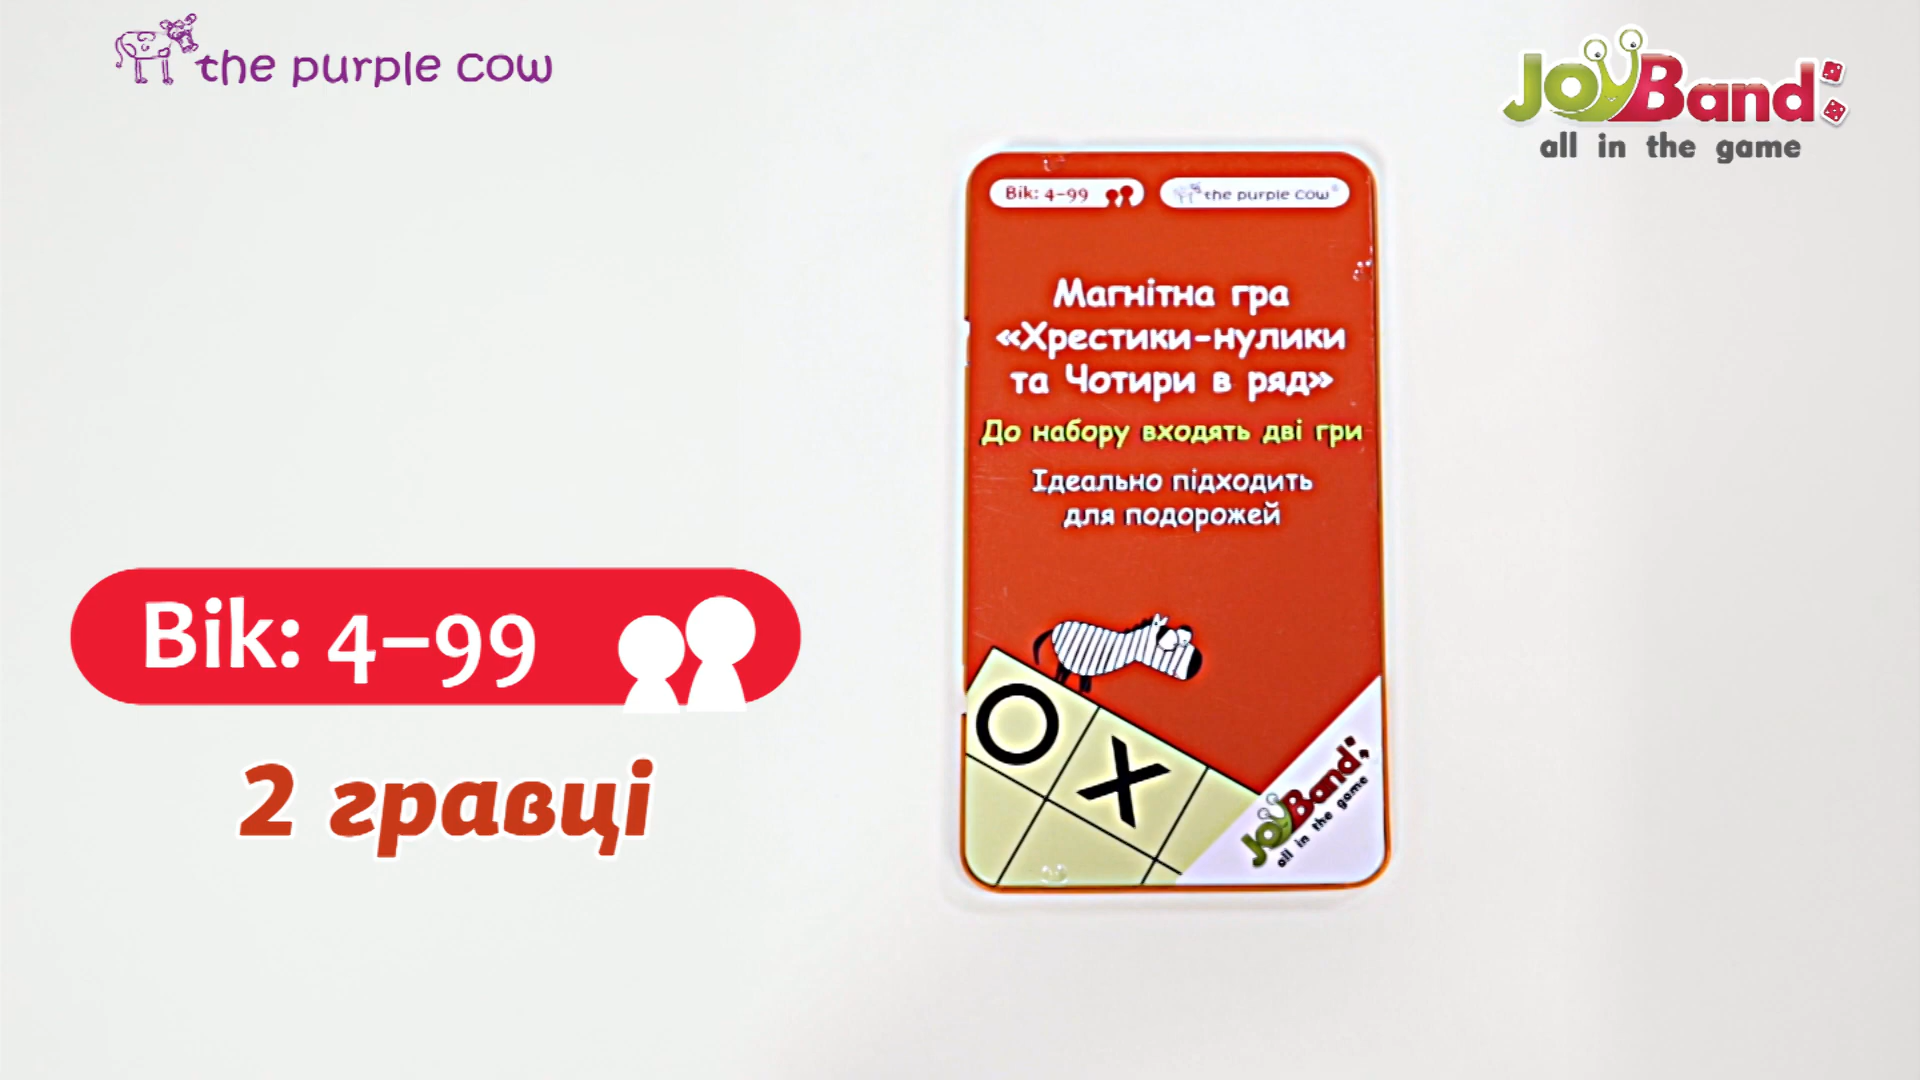 the purple cow
JoyBand
all in the game
Вік: 4-99
the purple cow
Магнітна гра
«Хрестики-нулики
та Чотири в ряд»
До набору входять дві гри
Ідеально підходить
для подорожей
O X
JoyBand
all in the game
Вік: 4-99
2 гравці